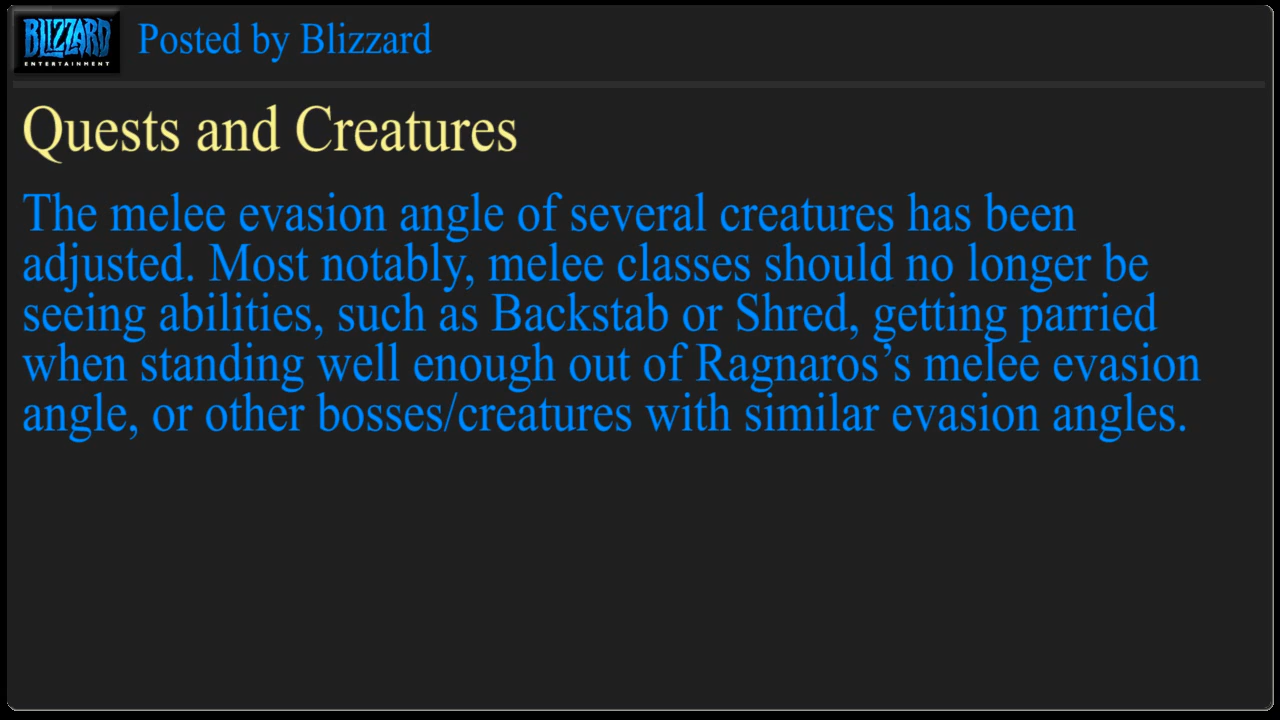 BLIZZARD
ENTERTAINMENT
Posted by Blizzard
Quests and Creatures
The melee evasion angle of several creatures has been
adjusted. Most notably, melee classes should no longer be
seeing abilities, such as Backstab or Shred, getting parried
when standing well enough out of Ragnaros’s melee evasion
angle, or other bosses/creatures with similar evasion angles.